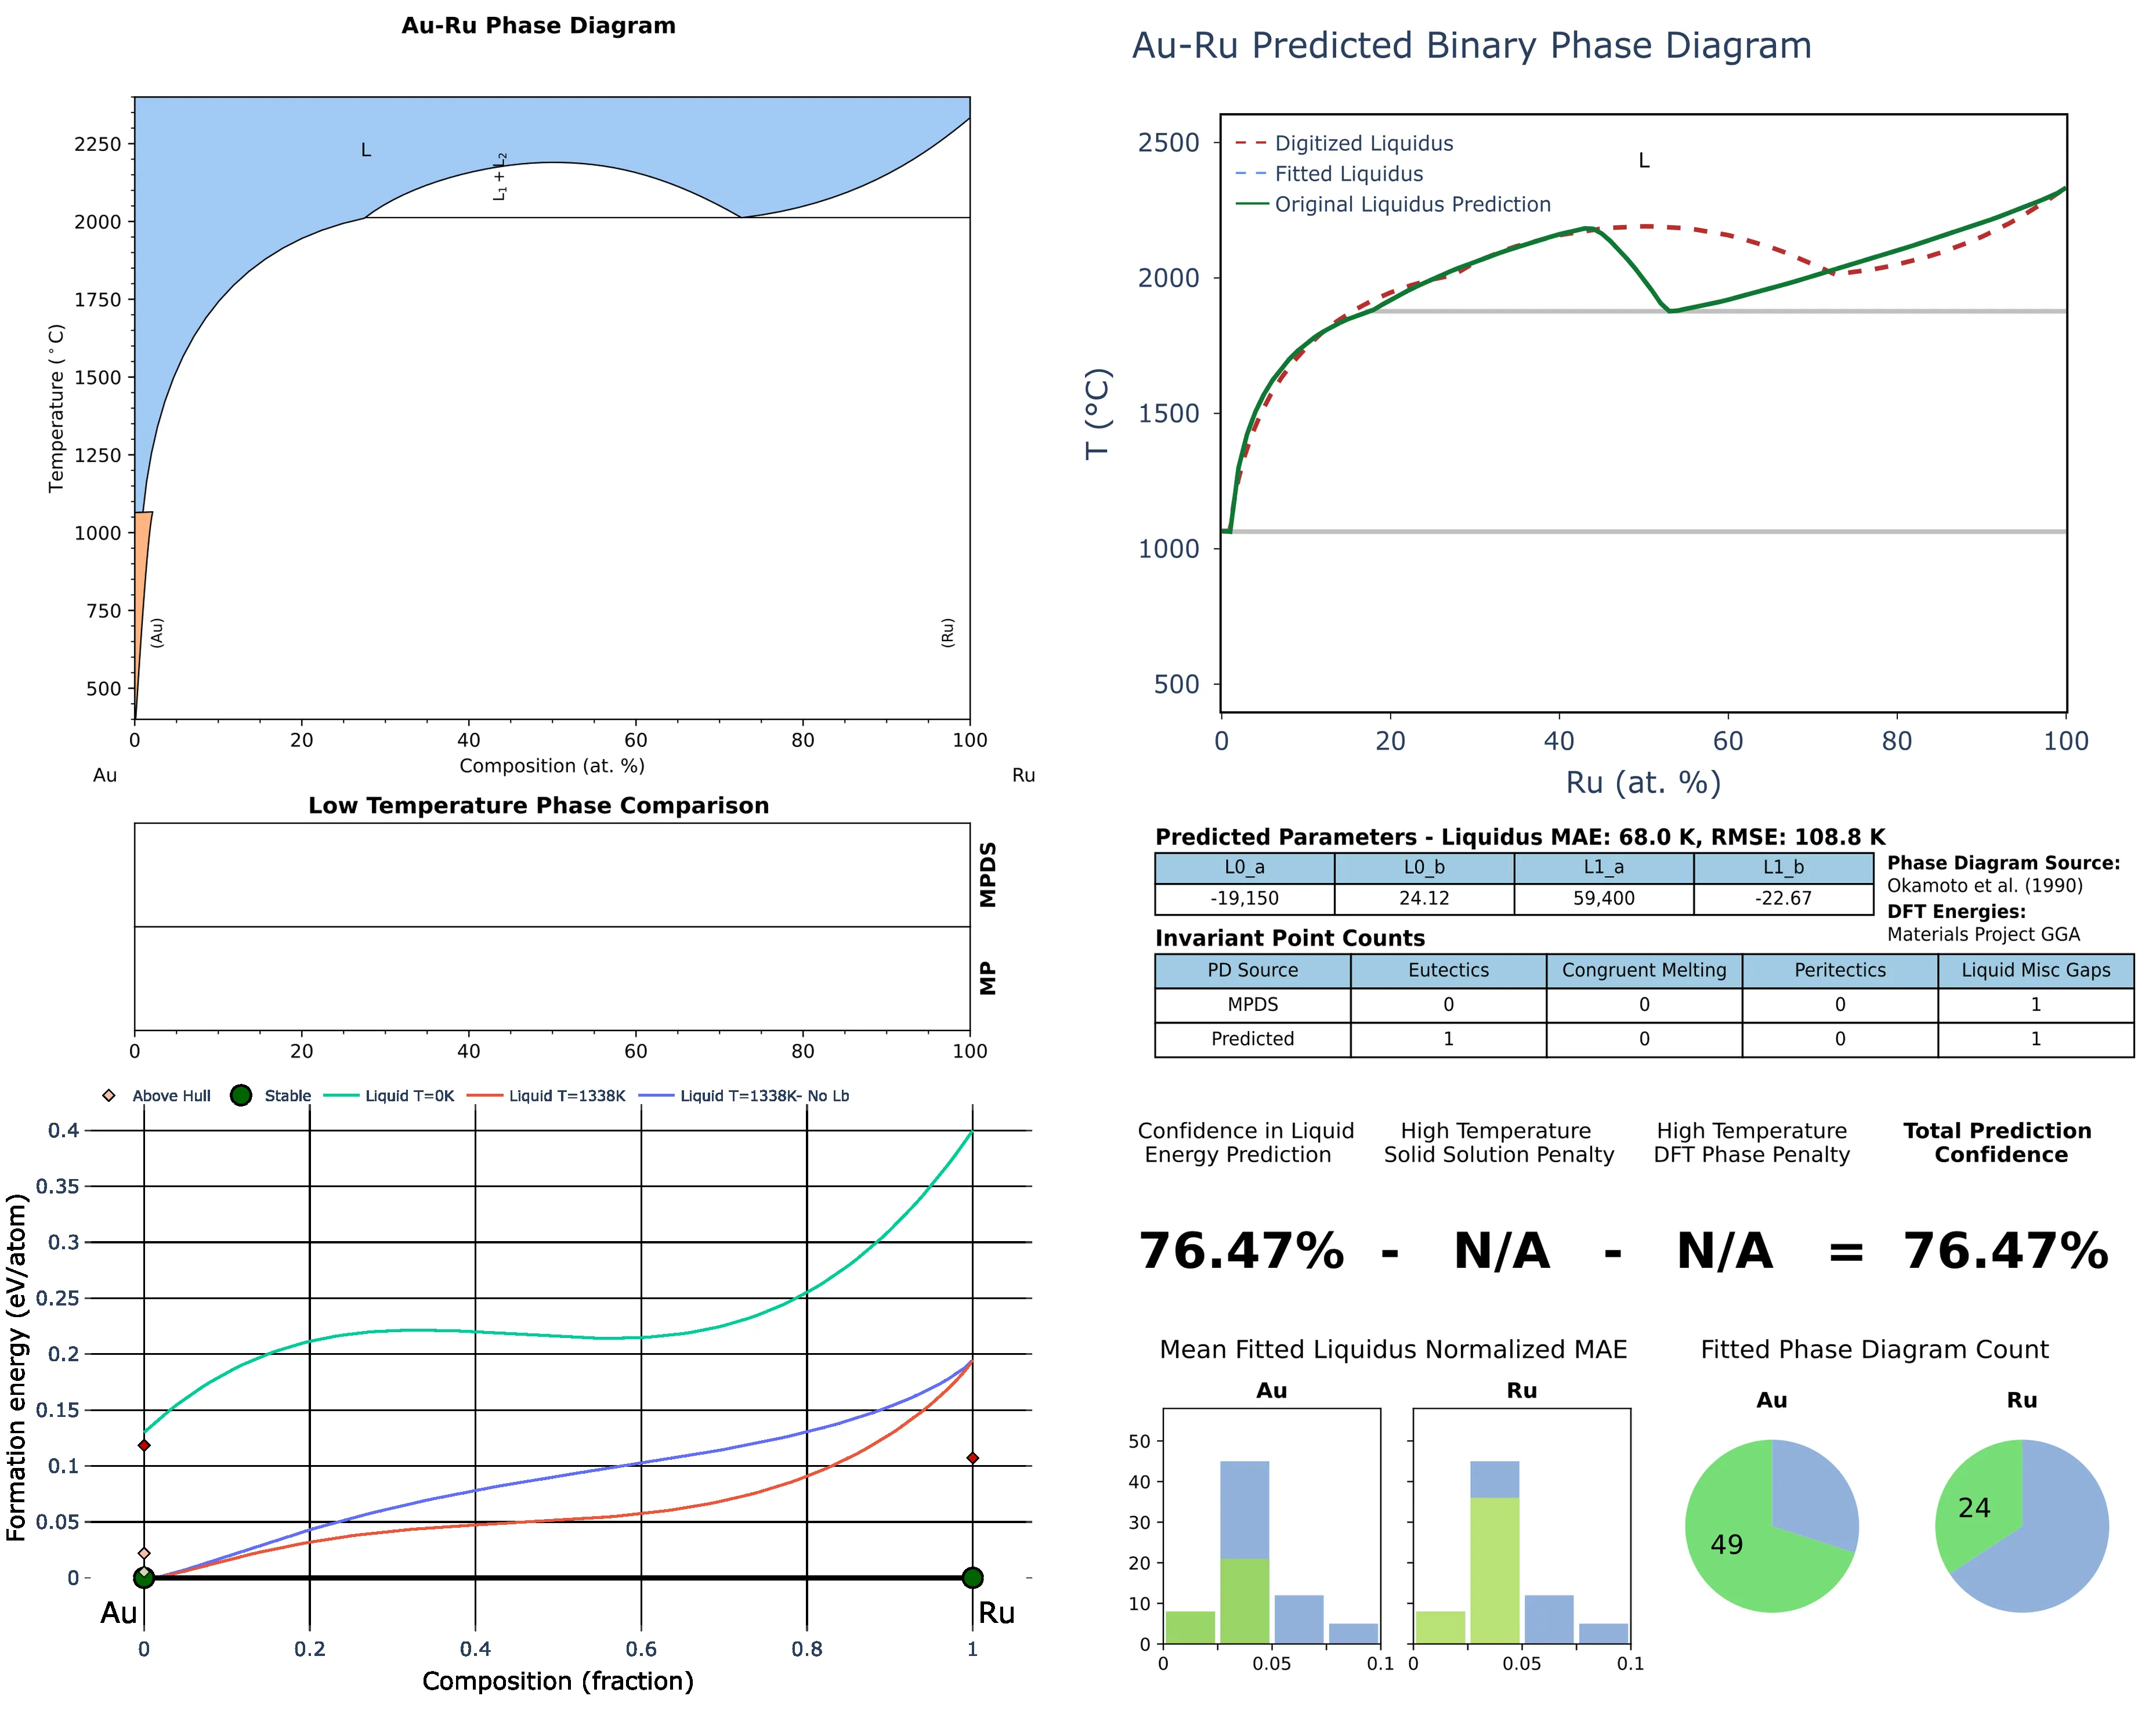 Au-Ru Phase Diagram
2250
2000
1750
1500
1250
1000
750
500
Temperature (°C)
L
L₁ + L₂
(Au)
(Ru)
0 20 40 60 80 100
Composition (at. %)
Au Ru
Low Temperature Phase Comparison
MPDS
MP
0 20 40 60 80 100
Above Hull Stable Liquid T=0K Liquid T=1338K Liquid T=1338K- No Lb
0.4
0.35
0.3
0.25
0.2
0.15
0.1
0.05
0
Formation energy (eV/atom)
Au Ru
0 0.2 0.4 0.6 0.8 1
Composition (fraction)
Au-Ru Predicted Binary Phase Diagram
2500
2000
1500
1000
500
T (°C)
Digitized Liquidus
Fitted Liquidus
Original Liquidus Prediction
L
0 20 40 60 80 100
Ru (at. %)
Predicted Parameters - Liquidus MAE: 68.0 K, RMSE: 108.8 K
L0_a L0_b L1_a L1_b
-19,150 24.12 59,400 -22.67
Phase Diagram Source:
Okamoto et al. (1990)
DFT Energies:
Materials Project GGA
Invariant Point Counts
PD Source Eutectics Congruent Melting Peritectics Liquid Misc Gaps
MPDS 0 0 0 1
Predicted 1 0 0 1
Confidence in Liquid
Energy Prediction
High Temperature
Solid Solution Penalty
High Temperature
DFT Phase Penalty
Total Prediction
Confidence
76.47% - N/A - N/A = 76.47%
Mean Fitted Liquidus Normalized MAE
Au Ru
50
40
30
20
10
0
0 0.05 0.1 0 0.05 0.1
Fitted Phase Diagram Count
Au Ru
49 24